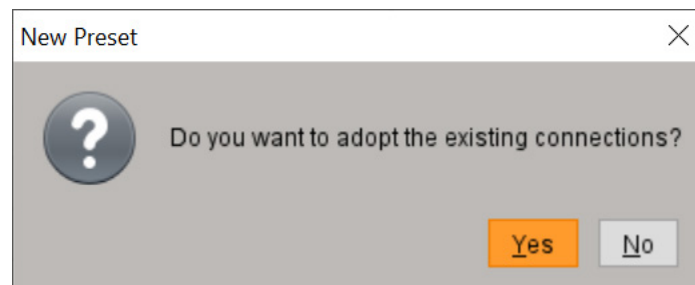 New Preset
Do you want to adopt the existing connections?
Yes No